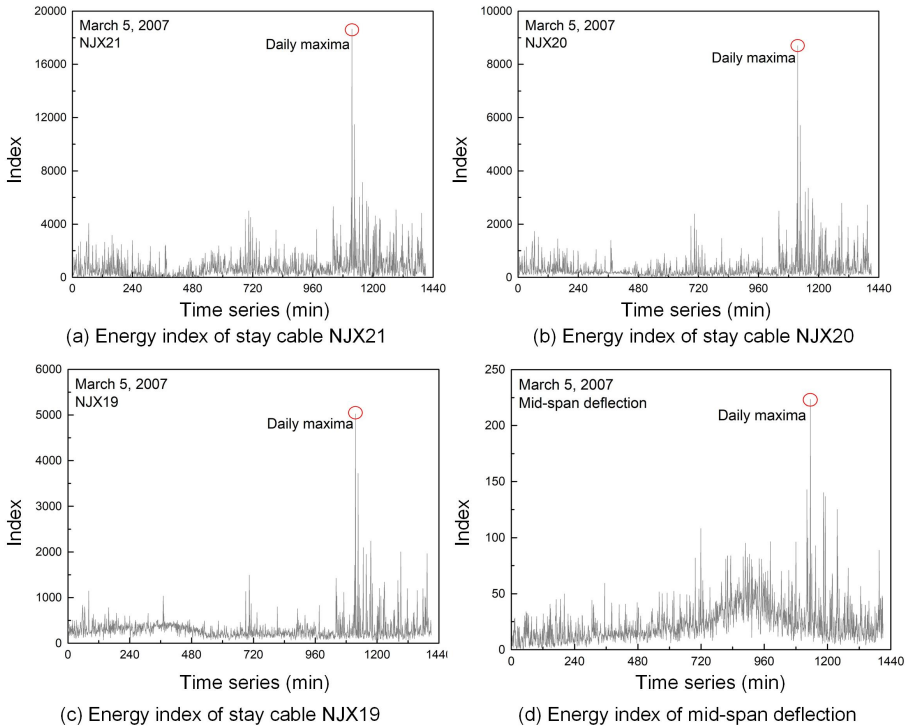 March 5, 2007
NJX21
Daily maxima
20000
16000
12000
8000
4000
0
Index
0 240 480 720 960 1200 1440
Time series (min)
(a) Energy index of stay cable NJX21
March 5, 2007
NJX20
Daily maxima
10000
8000
6000
4000
2000
0
Index
0 240 480 720 960 1200 1440
Time series (min)
(b) Energy index of stay cable NJX20
March 5, 2007
NJX19
Daily maxima
6000
5000
4000
3000
2000
1000
0
Index
0 240 480 720 960 1200 1440
Time series (min)
(c) Energy index of stay cable NJX19
March 5, 2007
Mid-span deflection
Daily maxima
250
225
200
150
100
50
0
Index
0 240 480 720 960 1200 1440
Time series (min)
(d) Energy index of mid-span deflection